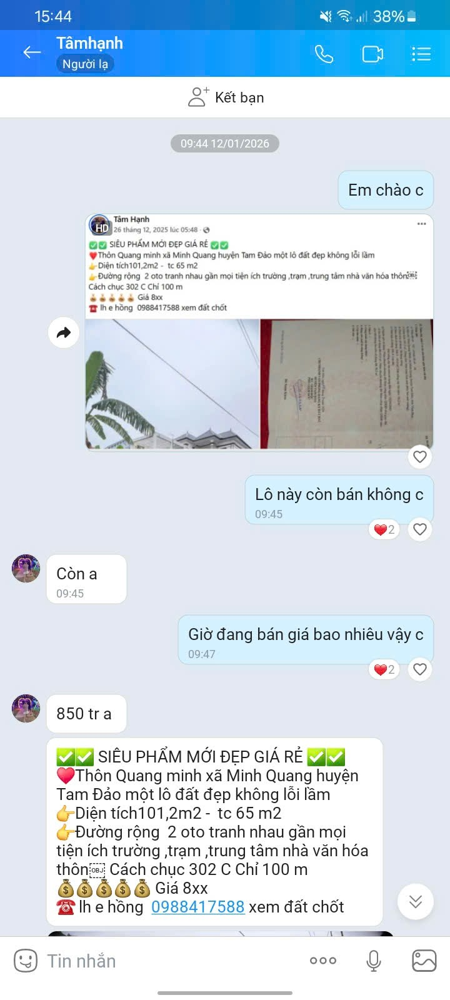 15:44
38%
Tâmhạnh
Người lạ
Kết bạn
09:44 12/01/2026
Em chào c
HD
Tâm Hạnh
26 tháng 12, 2025 lúc 05:48 ·
✅✅ SIÊU PHẨM MỚI ĐẸP GIÁ RẺ ✅✅
❤️Thôn Quang minh xã Minh Quang huyện Tam Đảo một lô đất đẹp không lỗi lầm
👉Diện tích101,2m2 - tc 65 m2
👉Đường rộng 2 oto tranh nhau gần mọi tiện ích trường ,trạm ,trung tâm nhà văn hóa thôn￼
Cách chục 302 C Chỉ 100 m
💰💰💰💰💰 Giá 8xx
☎️ lh e hồng 0988417588 xem đất chốt
Lô này còn bán không c
09:45
❤️2
Còn a
09:45
Giờ đang bán giá bao nhiêu vậy c
09:47
❤️2
850 tr a
✅✅ SIÊU PHẨM MỚI ĐẸP GIÁ RẺ ✅✅
❤️Thôn Quang minh xã Minh Quang huyện
Tam Đảo một lô đất đẹp không lỗi lầm
👉Diện tích101,2m2 - tc 65 m2
👉Đường rộng 2 oto tranh nhau gần mọi
tiện ích trường ,trạm ,trung tâm nhà văn hóa
thôn￼ Cách chục 302 C Chỉ 100 m
💰💰💰💰💰 Giá 8xx
☎️ lh e hồng 0988417588 xem đất chốt
Tin nhắn